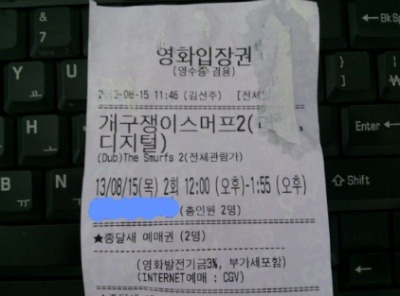 영화입장권
(영수증 겸용)
-08-15 11:46 (김선주) [전체
개구쟁이스머프2(
디지털)
(Dub)The Smurfs 2(전체관람가)
13/08/15(목) 2회 12:00 (오후)-1:55 (오후)
(총인원 2명)
★종달새 예매권 (2명)
(영화발전기금3%, 부가세포함)
(INTERNET예매 : CGV)
Enter
Shift